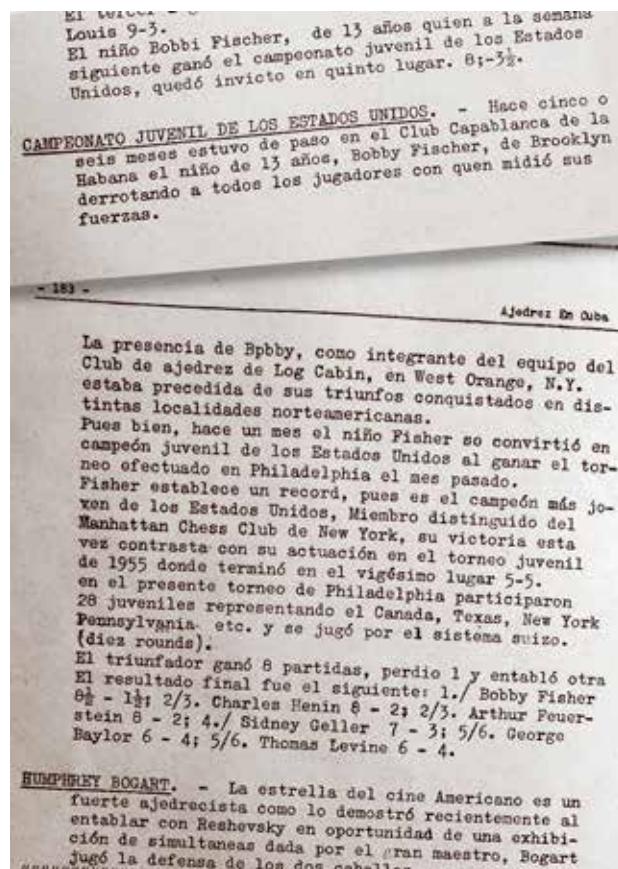 El tercer -
Louis 9-3.
El niño Bobbi Fischer, de 13 años quien a la semana
siguiente ganó el campeonato juvenil de los Estados
Unidos, quedó invicto en quinto lugar. 8;-3½.
CAMPEONATO JUVENIL DE LOS ESTADOS UNIDOS. - Hace cinco o
seis meses estuvo de paso en el Club Capablanca de la
Habana el niño de 13 años, Bobby Fischer, de Brooklyn
derrotando a todos los jugadores con quen midió sus
fuerzas.
- 183 -
Ajedrez En Cuba
La presencia de Bpbby, como integrante del equipo del
Club de ajedrez de Log Cabin, en West Orange, N.Y.
estaba precedida de sus triunfos conquistados en dis-
tintas localidades norteamericanas.
Pues bien, hace un mes el niño Fisher se convirtió en
campeón juvenil de los Estados Unidos al ganar el tor-
neo efectuado en Philadelphia el mes pasado.
Fisher establece un record, pues es el campeón más jo-
ven de los Estados Unidos, Miembro distinguido del
Manhattan Chess Club de New York, su victoria esta
vez contrasta con su actuación en el torneo juvenil
de 1955 donde terminó en el vigésimo lugar 5-5.
en el presente torneo de Philadelphia participaron
28 juveniles representando el Canada, Texas, New York
Pennsylvania etc. y se jugó por el sistema suizo.
(diez rounds).
El triunfador ganó 8 partidas, perdio 1 y entabló otra
El resultado final fue el siguiente: 1./ Bobby Fisher
8½ - 1½; 2/3. Charles Henin 8 - 2; 2/3. Arthur Feuer-
stein 8 - 2; 4./ Sidney Geller 7 - 3; 5/6. George
Baylor 6 - 4; 5/6. Thomas Levine 6 - 4.
HUMPHREY BOGART. - La estrella del cine Americano es un
fuerte ajedrecista como lo demostró recientemente al
entablar con Reshevsky en oportunidad de una exhibi-
ción de simultaneas dada por el gran maestro, Bogart
jugó la defensa de los dos caballos